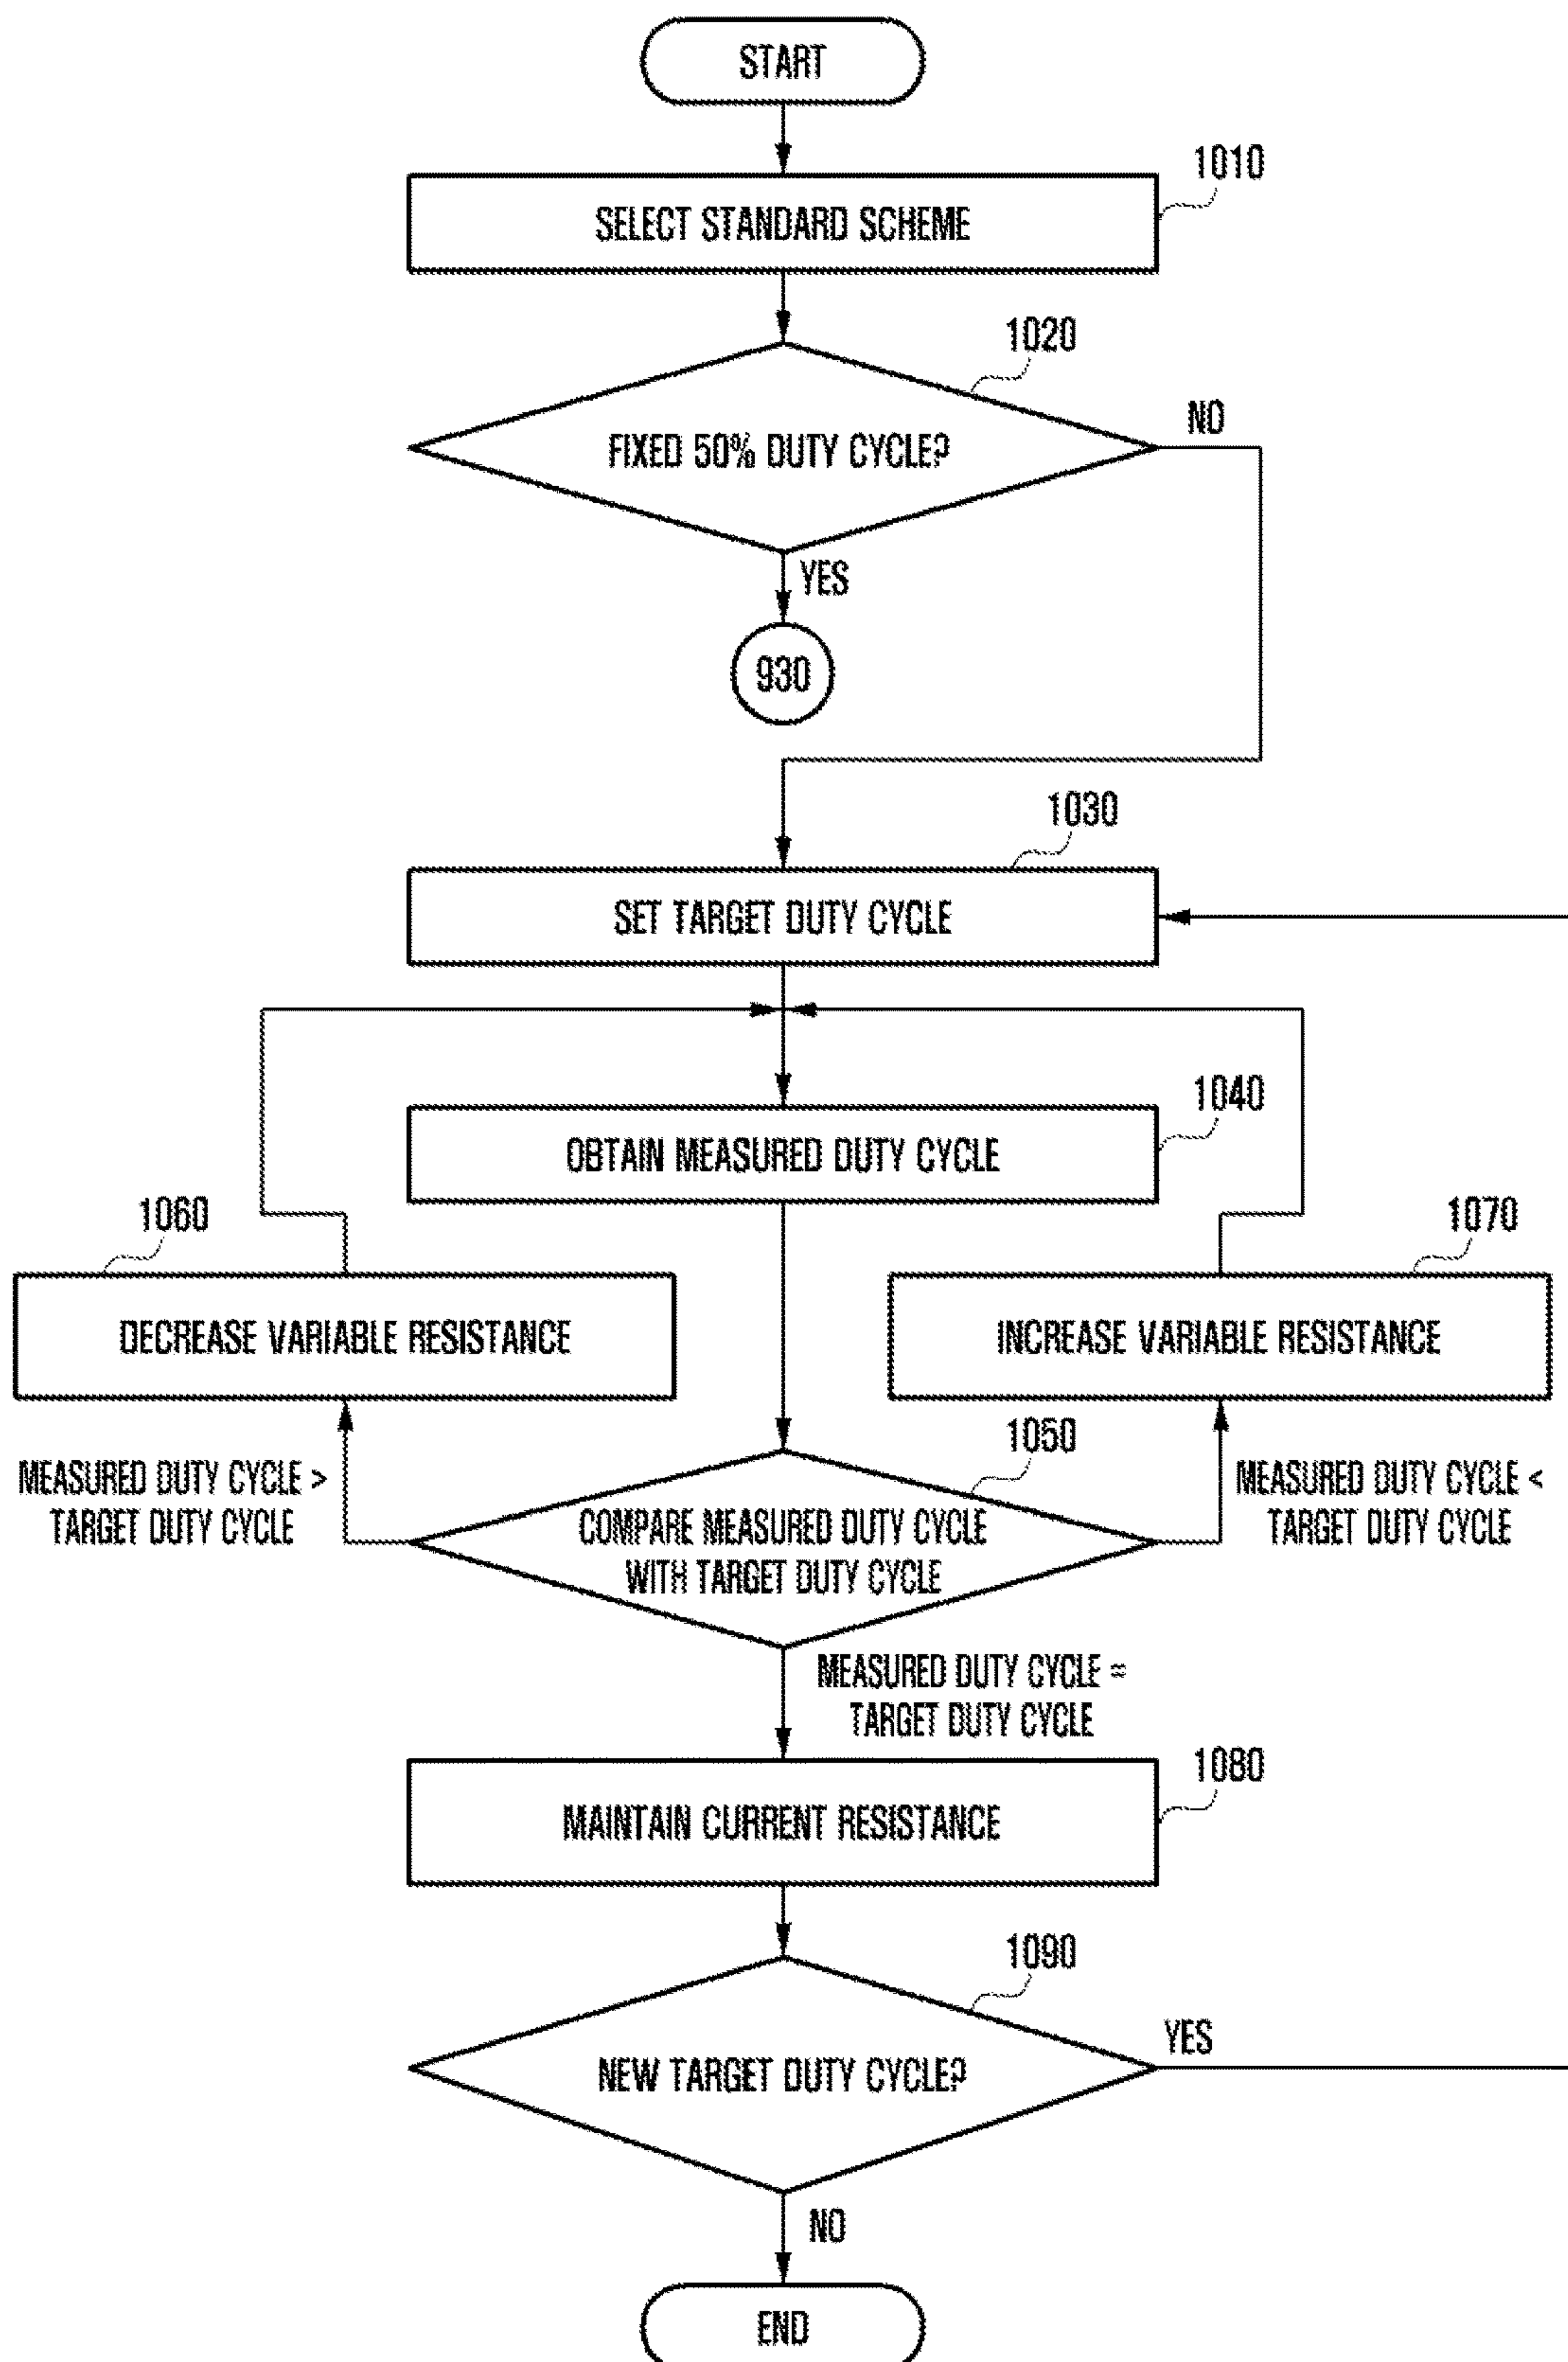 START
1010
SELECT STANDARD SCHEME
1020
FIXED 50% DUTY CYCLE?
NO
YES
930
1030
SET TARGET DUTY CYCLE
1040
OBTAIN MEASURED DUTY CYCLE
1060
1070
DECREASE VARIABLE RESISTANCE
INCREASE VARIABLE RESISTANCE
1050
MEASURED DUTY CYCLE >
TARGET DUTY CYCLE
COMPARE MEASURED DUTY CYCLE
WITH TARGET DUTY CYCLE
MEASURED DUTY CYCLE <
TARGET DUTY CYCLE
MEASURED DUTY CYCLE =
TARGET DUTY CYCLE
1080
MAINTAIN CURRENT RESISTANCE
1090
NEW TARGET DUTY CYCLE?
YES
NO
END